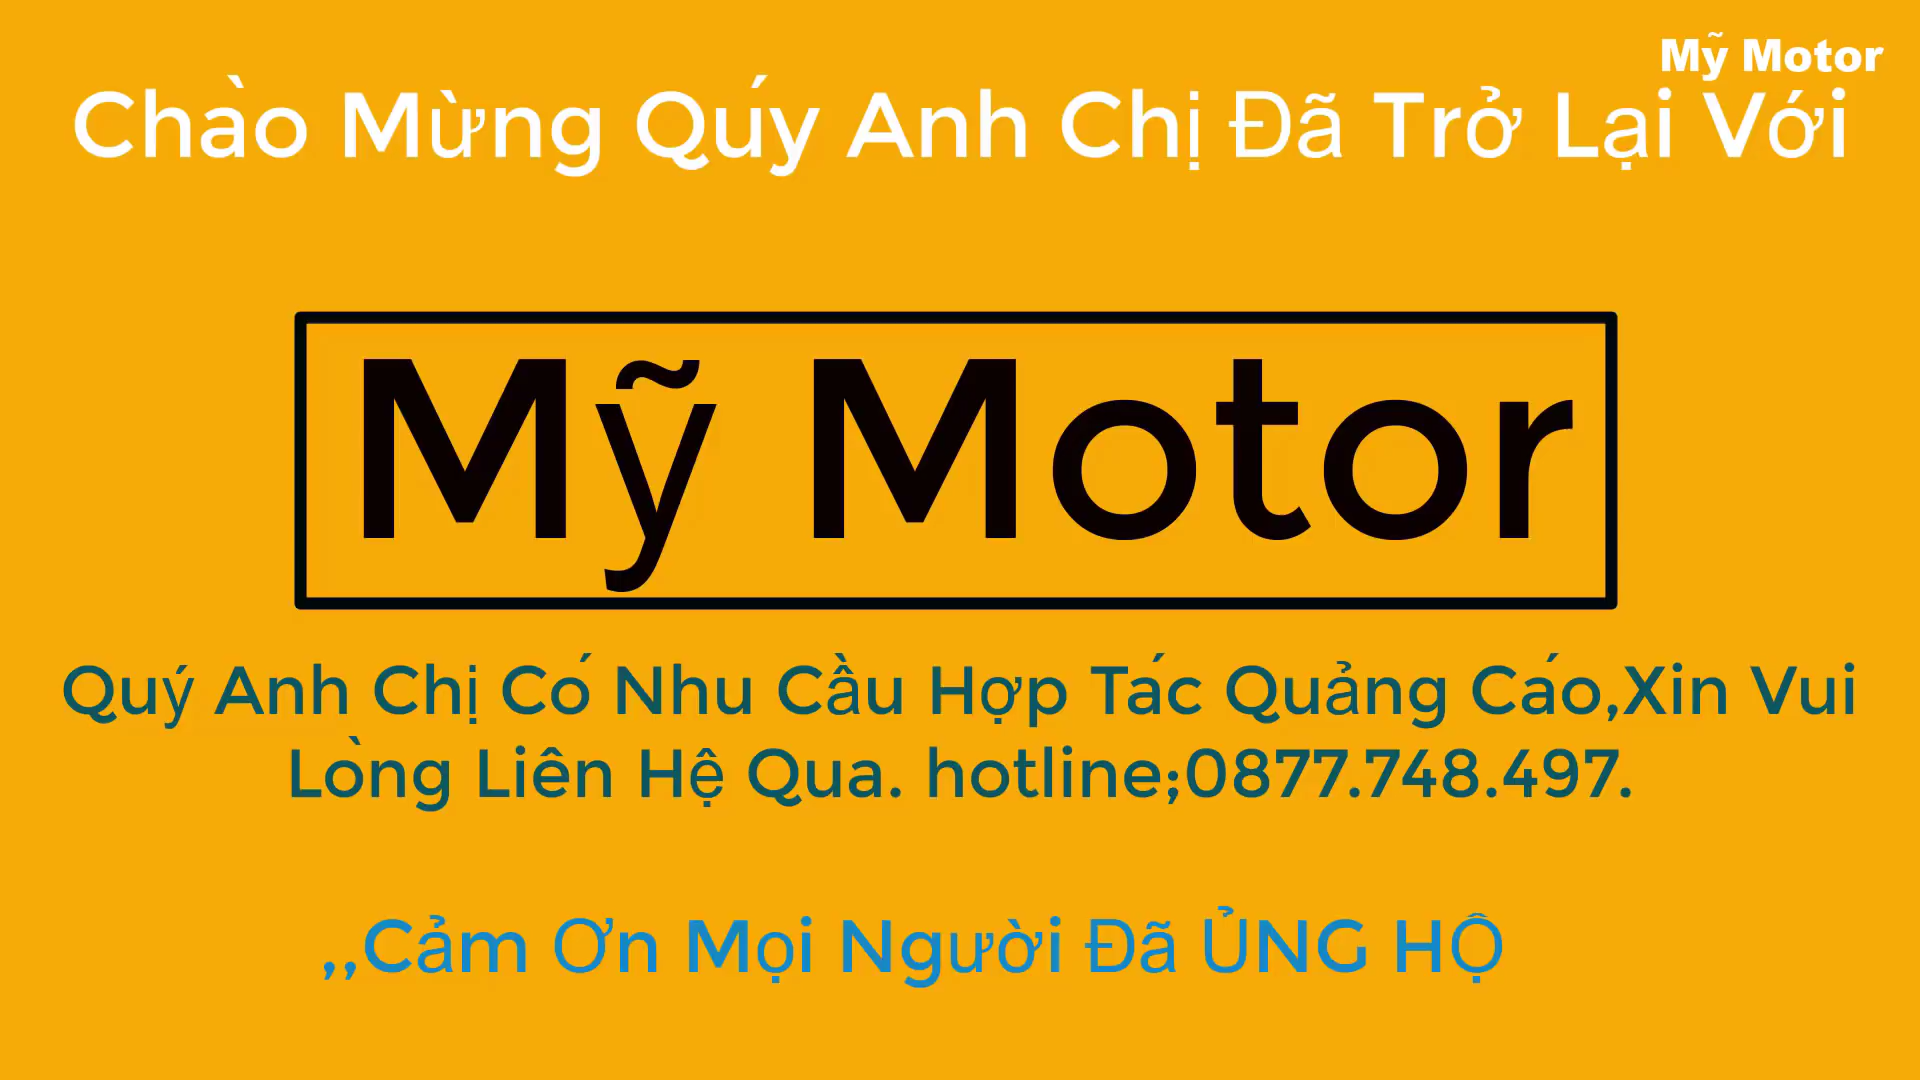 Mỹ Motor
Chào Mừng Quý Anh Chị Đã Trở Lại Với
Mỹ Motor
Quý Anh Chị Có Nhu Cầu Hợp Tác Quảng Cáo,Xin Vui
Lòng Liên Hệ Qua. hotline;0877.748.497.
,,Cảm Ơn Mọi Người Đã ỦNG HỘ